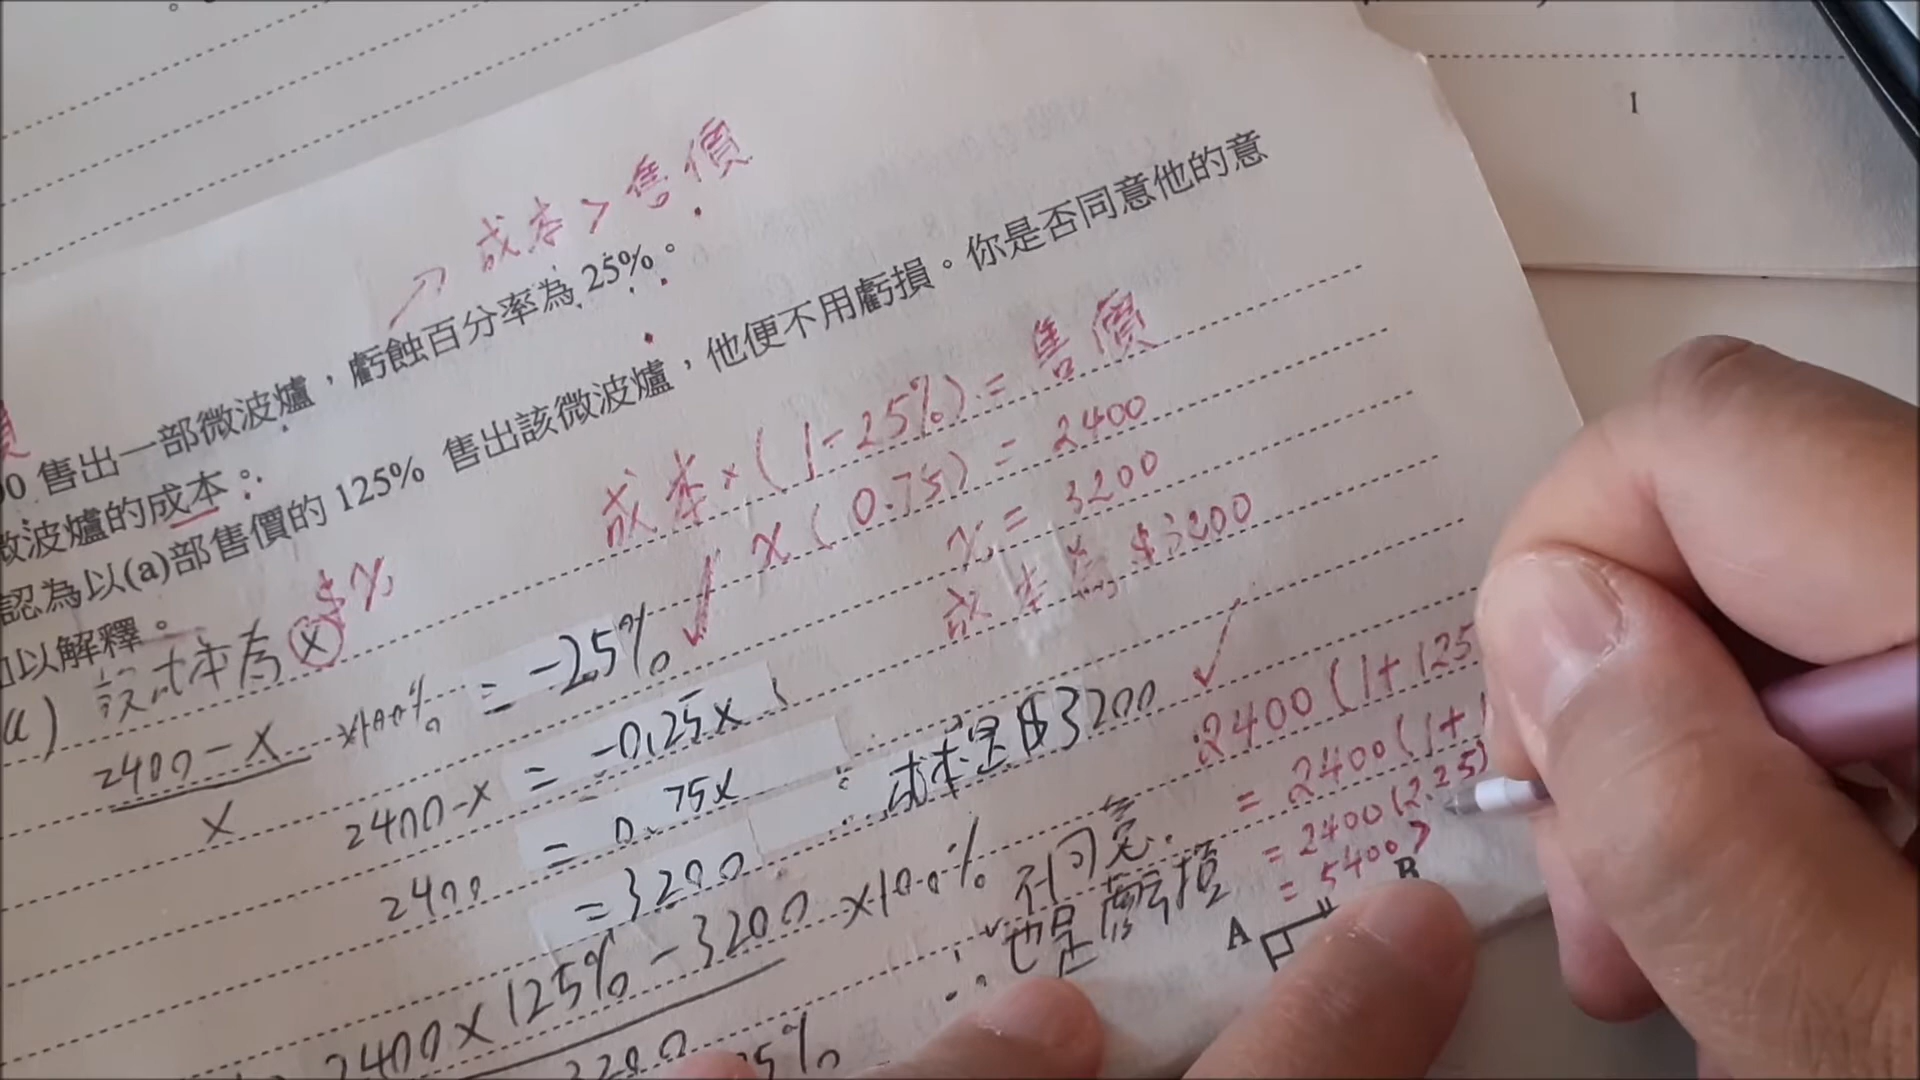 成本 > 售價
00 售出一部微波爐，虧蝕百分率為 25%。
微波爐的成本。
認為以(a)部售價的 125% 售出該微波爐，他便不用虧損。你是否同意他的意
加以解釋。
成本×(1-25%) = 售價
x(0.75) = 2400
x = 3200
成本為 $3200
$x
a) 設成本為 x
2400-x/x ×100% = -25%
2400-x = -0.25x
2400 = 0.75x
= 3200
∴ 成本是$3200
2400×125%-3200 ×100%
3200
5%
不同意.
∴ 也是虧損
2400(1+125
= 2400(1+1
= 2400(2.25)
= 5400>
A
B
I